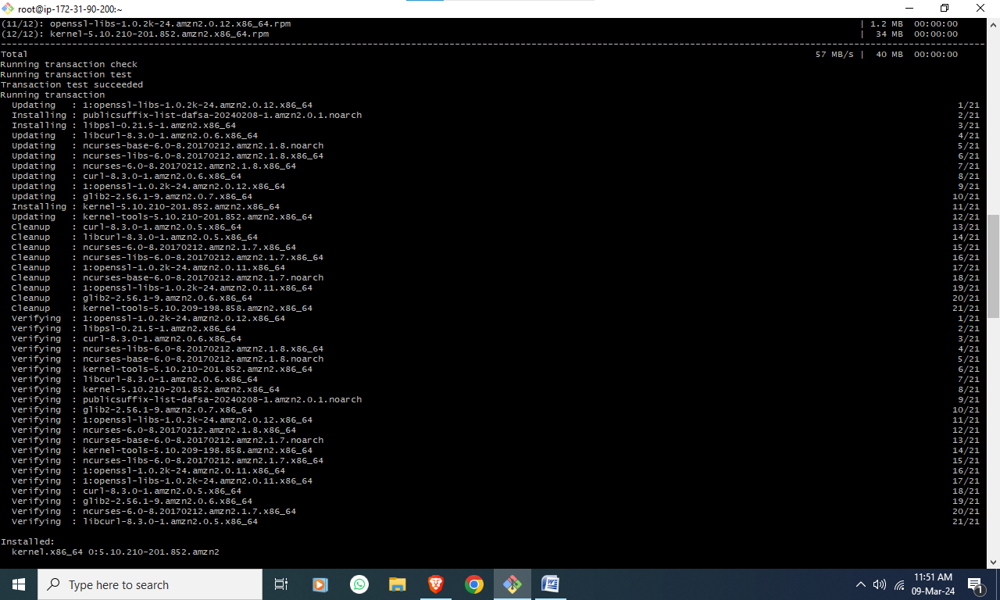 root@ip-172-31-90-200:~
(11/12): openssl-libs-1.0.2k-24.amzn2.0.12.x86_64.rpm | 1.2 MB 00:00:00
(12/12): kernel-5.10.210-201.852.amzn2.x86_64.rpm | 34 MB 00:00:00
--------------------------------------------------------------------------------
Total 57 MB/s | 40 MB 00:00:00
Running transaction check
Running transaction test
Transaction test succeeded
Running transaction
Updating : 1:openssl-libs-1.0.2k-24.amzn2.0.12.x86_64 1/21
Installing : publicsuffix-list-dafsa-20240208-1.amzn2.0.1.noarch 2/21
Installing : libpsl-0.21.5-1.amzn2.x86_64 3/21
Updating : libcurl-8.3.0-1.amzn2.0.6.x86_64 4/21
Updating : ncurses-base-6.0-8.20170212.amzn2.1.8.noarch 5/21
Updating : ncurses-libs-6.0-8.20170212.amzn2.1.8.x86_64 6/21
Updating : ncurses-6.0-8.20170212.amzn2.1.8.x86_64 7/21
Updating : curl-8.3.0-1.amzn2.0.6.x86_64 8/21
Updating : 1:openssl-1.0.2k-24.amzn2.0.12.x86_64 9/21
Updating : glib2-2.56.1-9.amzn2.0.7.x86_64 10/21
Installing : kernel-5.10.210-201.852.amzn2.x86_64 11/21
Updating : kernel-tools-5.10.210-201.852.amzn2.x86_64 12/21
Cleanup : curl-8.3.0-1.amzn2.0.5.x86_64 13/21
Cleanup : libcurl-8.3.0-1.amzn2.0.5.x86_64 14/21
Cleanup : ncurses-6.0-8.20170212.amzn2.1.7.x86_64 15/21
Cleanup : ncurses-libs-6.0-8.20170212.amzn2.1.7.x86_64 16/21
Cleanup : 1:openssl-1.0.2k-24.amzn2.0.11.x86_64 17/21
Cleanup : ncurses-base-6.0-8.20170212.amzn2.1.7.noarch 18/21
Cleanup : 1:openssl-libs-1.0.2k-24.amzn2.0.11.x86_64 19/21
Cleanup : glib2-2.56.1-9.amzn2.0.6.x86_64 20/21
Cleanup : kernel-tools-5.10.209-198.858.amzn2.x86_64 21/21
Verifying : 1:openssl-1.0.2k-24.amzn2.0.12.x86_64 1/21
Verifying : libpsl-0.21.5-1.amzn2.x86_64 2/21
Verifying : curl-8.3.0-1.amzn2.0.6.x86_64 3/21
Verifying : ncurses-libs-6.0-8.20170212.amzn2.1.8.x86_64 4/21
Verifying : ncurses-base-6.0-8.20170212.amzn2.1.8.noarch 5/21
Verifying : kernel-tools-5.10.210-201.852.amzn2.x86_64 6/21
Verifying : libcurl-8.3.0-1.amzn2.0.6.x86_64 7/21
Verifying : kernel-5.10.210-201.852.amzn2.x86_64 8/21
Verifying : publicsuffix-list-dafsa-20240208-1.amzn2.0.1.noarch 9/21
Verifying : glib2-2.56.1-9.amzn2.0.7.x86_64 10/21
Verifying : 1:openssl-libs-1.0.2k-24.amzn2.0.12.x86_64 11/21
Verifying : ncurses-6.0-8.20170212.amzn2.1.8.x86_64 12/21
Verifying : ncurses-base-6.0-8.20170212.amzn2.1.7.noarch 13/21
Verifying : kernel-tools-5.10.209-198.858.amzn2.x86_64 14/21
Verifying : ncurses-libs-6.0-8.20170212.amzn2.1.7.x86_64 15/21
Verifying : 1:openssl-1.0.2k-24.amzn2.0.11.x86_64 16/21
Verifying : 1:openssl-libs-1.0.2k-24.amzn2.0.11.x86_64 17/21
Verifying : curl-8.3.0-1.amzn2.0.5.x86_64 18/21
Verifying : glib2-2.56.1-9.amzn2.0.6.x86_64 19/21
Verifying : ncurses-6.0-8.20170212.amzn2.1.7.x86_64 20/21
Verifying : libcurl-8.3.0-1.amzn2.0.5.x86_64 21/21
Installed:
kernel.x86_64 0:5.10.210-201.852.amzn2
Type here to search
11:51 AM
09-Mar-24
1